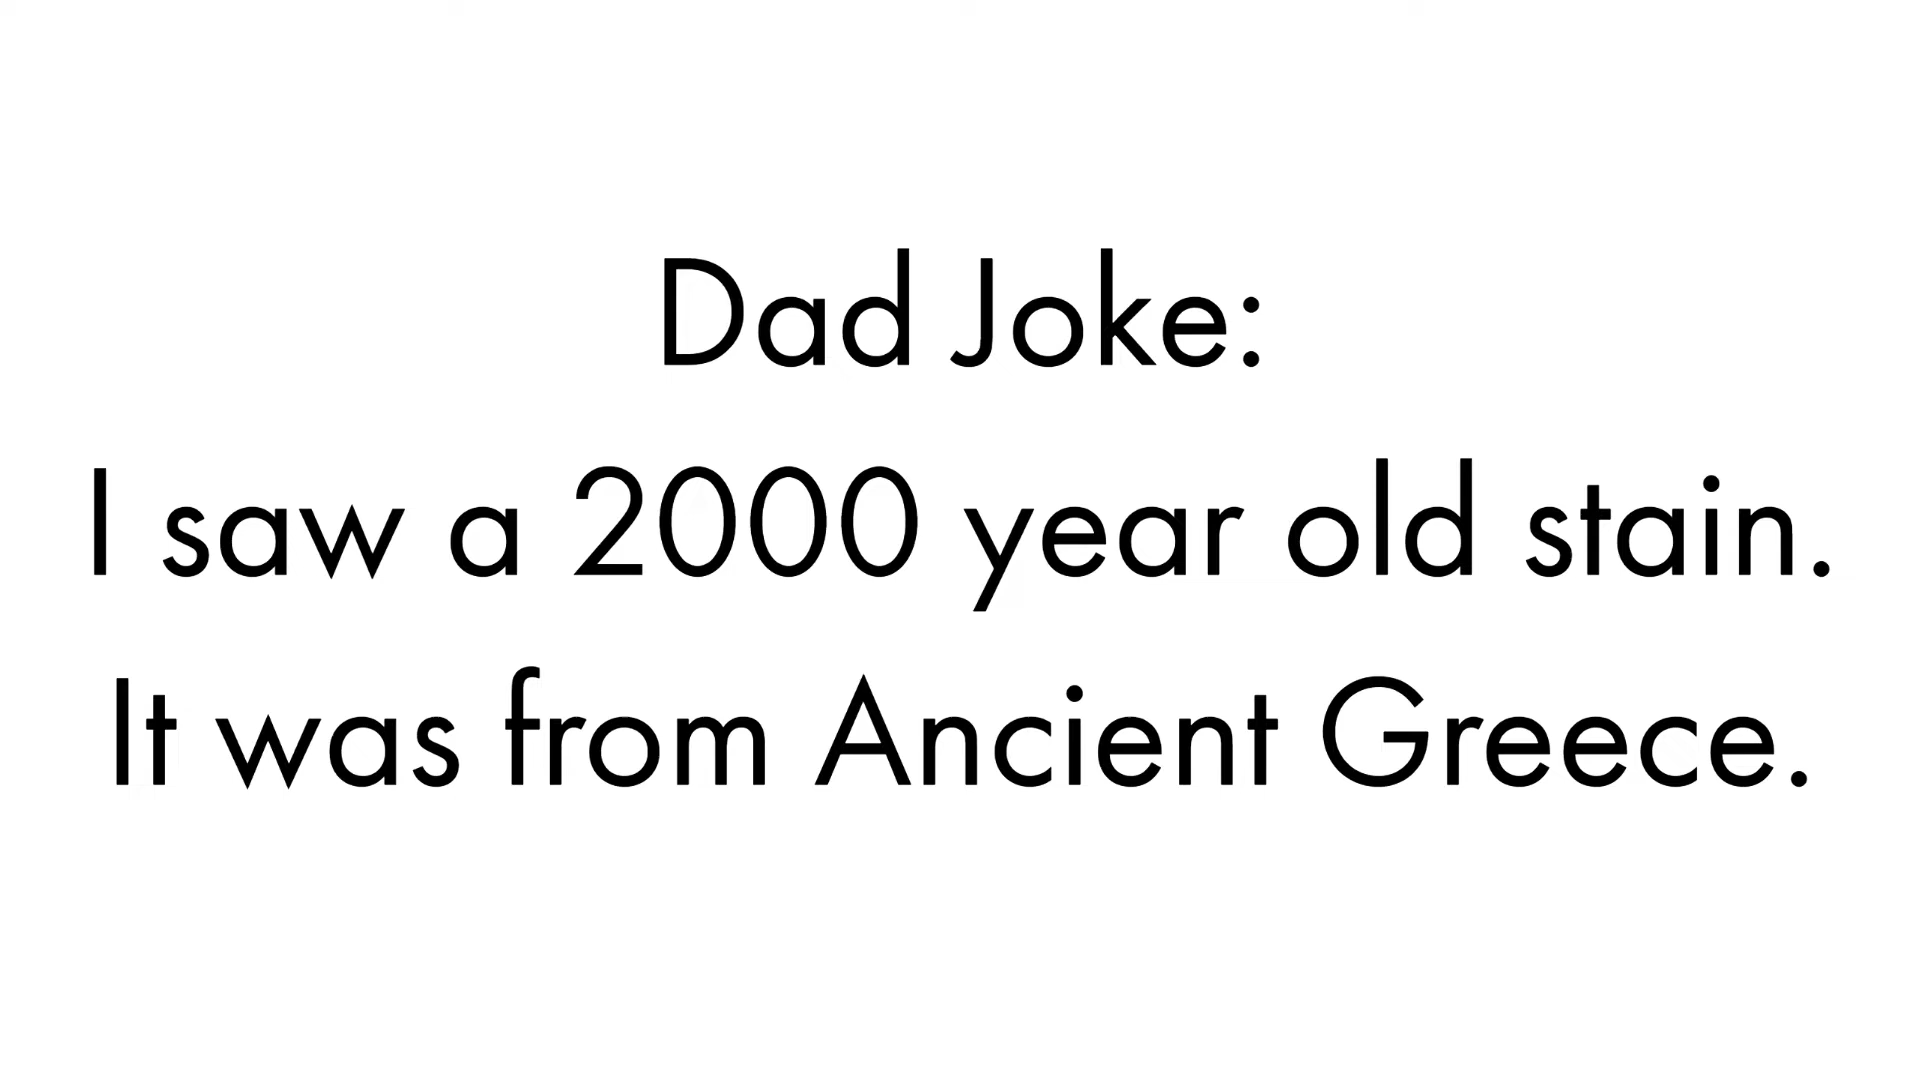 Dad Joke:
I saw a 2000 year old stain.
It was from Ancient Greece.